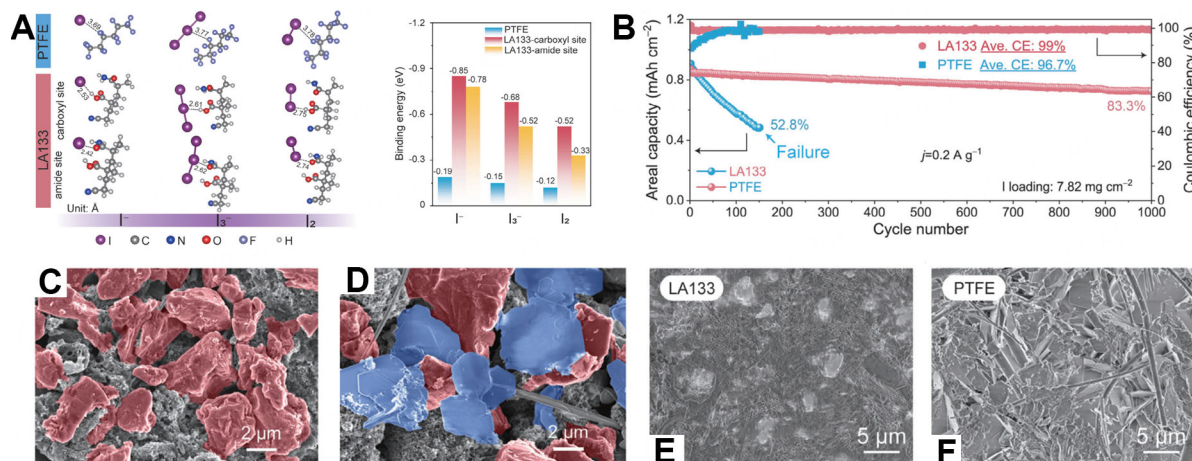 A
PTFE
3.69
3.77
3.78
LA133
carboxyl site
2.53
2.61
2.75
amide site
2.42
2.62
2.74
Unit: Å
I⁻
I₃⁻
I₂
I C N O F H
Binding energy (eV)
-1.2
-0.9
-0.6
-0.3
0
PTFE
LA133-carboxyl site
LA133-amide site
-0.19
-0.85
-0.78
-0.15
-0.68
-0.52
-0.12
-0.52
-0.33
I⁻ I₃⁻ I₂
B
Areal capacity (mAh cm⁻²)
1.2
0.8
0.4
0.0
LA133 Ave. CE: 99%
PTFE Ave. CE: 96.7%
83.3%
52.8%
Failure
j=0.2 A g⁻¹
LA133
PTFE
I loading: 7.82 mg cm⁻²
100
80
60
40
20
0
Coulombic efficiency (%)
0 100 200 300 400 500 600 700 800 900 1000
Cycle number
C
2 μm
D
2 μm
LA133
E
5 μm
PTFE
F
5 μm